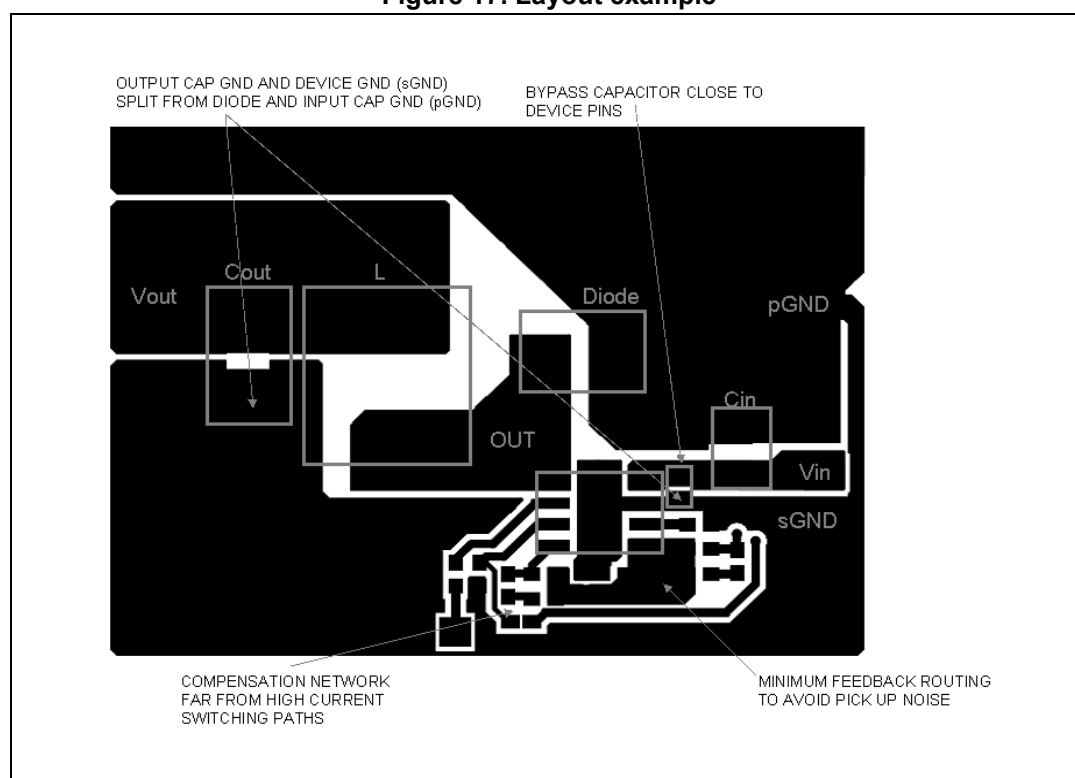 Figure 17. Layout example
OUTPUT CAP GND AND DEVICE GND (sGND)
SPLIT FROM DIODE AND INPUT CAP GND (pGND)
BYPASS CAPACITOR CLOSE TO
DEVICE PINS
Cout
L
Vout
Diode
pGND
Cin
OUT
Vin
sGND
COMPENSATION NETWORK
FAR FROM HIGH CURRENT
SWITCHING PATHS
MINIMUM FEEDBACK ROUTING
TO AVOID PICK UP NOISE